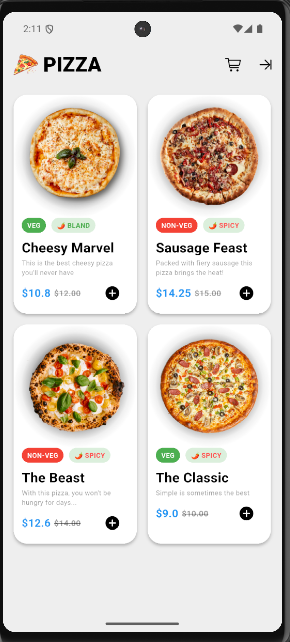 2:11
PIZZA
VEG
🌶️ BLAND
Cheesy Marvel
This is the best cheesy pizza
you'll never have
$10.8 $12.00
NON-VEG
🌶️ SPICY
Sausage Feast
Packed with fiery sausage this
pizza brings the heat!
$14.25 $15.00
NON-VEG
🌶️ SPICY
The Beast
With this pizza, you won't be
hungry for days...
$12.6 $14.00
VEG
🌶️ SPICY
The Classic
Simple is sometimes the best
$9.0 $10.00